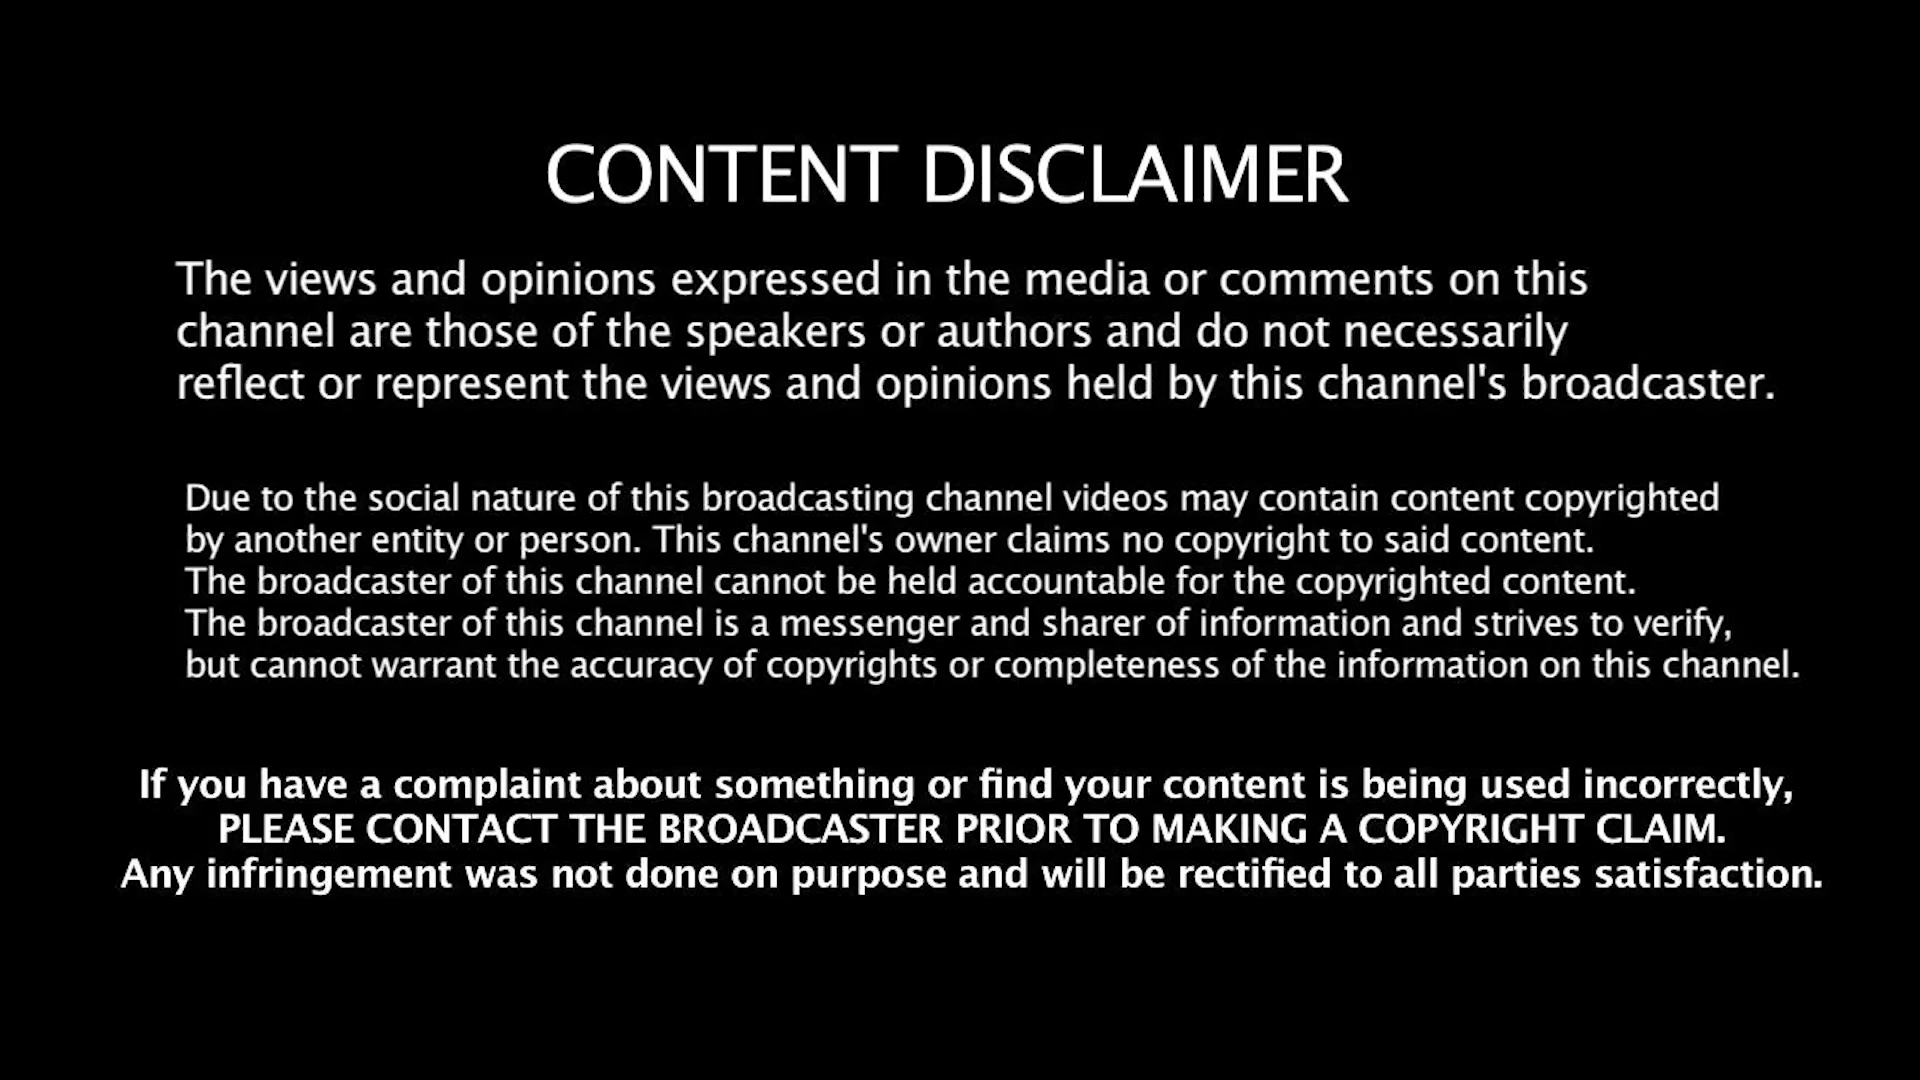 CONTENT DISCLAIMER
The views and opinions expressed in the media or comments on this
channel are those of the speakers or authors and do not necessarily
reflect or represent the views and opinions held by this channel's broadcaster.
Due to the social nature of this broadcasting channel videos may contain content copyrighted
by another entity or person. This channel's owner claims no copyright to said content.
The broadcaster of this channel cannot be held accountable for the copyrighted content.
The broadcaster of this channel is a messenger and sharer of information and strives to verify,
but cannot warrant the accuracy of copyrights or completeness of the information on this channel.
If you have a complaint about something or find your content is being used incorrectly,
PLEASE CONTACT THE BROADCASTER PRIOR TO MAKING A COPYRIGHT CLAIM.
Any infringement was not done on purpose and will be rectified to all parties satisfaction.